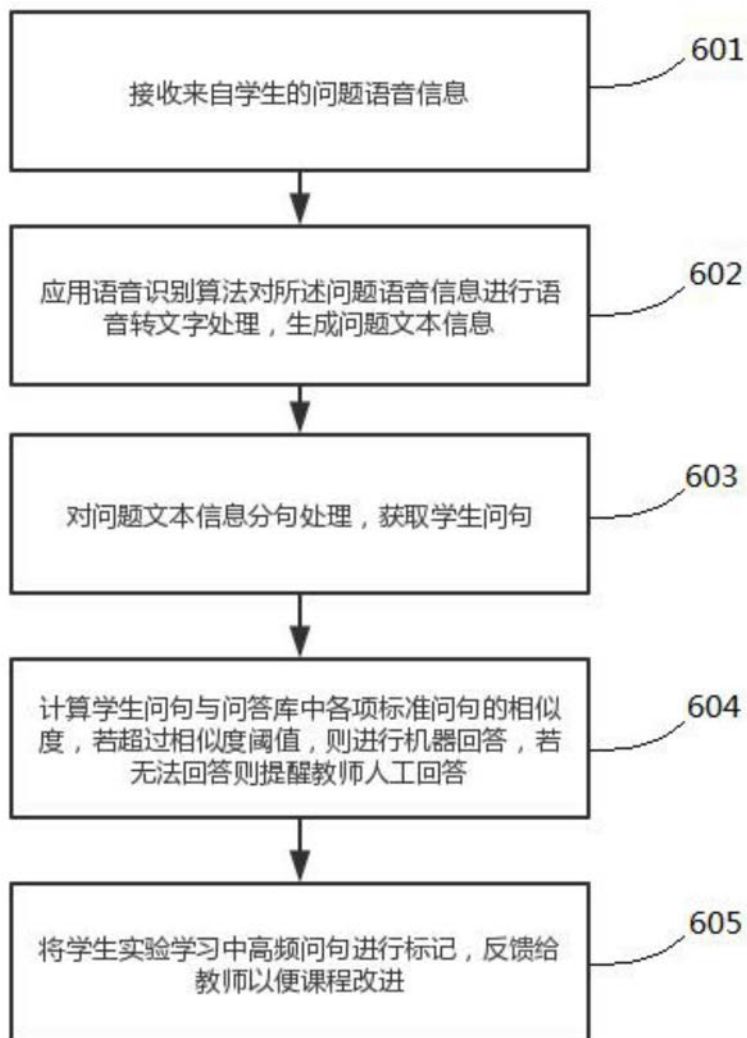 接收来自学生的问题语音信息
601
应用语音识别算法对所述问题语音信息进行语
音转文字处理，生成问题文本信息
602
对问题文本信息分句处理，获取学生问句
603
计算学生问句与问答库中各项标准问句的相似
度，若超过相似度阈值，则进行机器回答，若
无法回答则提醒教师人工回答
604
将学生实验学习中高频问句进行标记，反馈给
教师以便课程改进
605